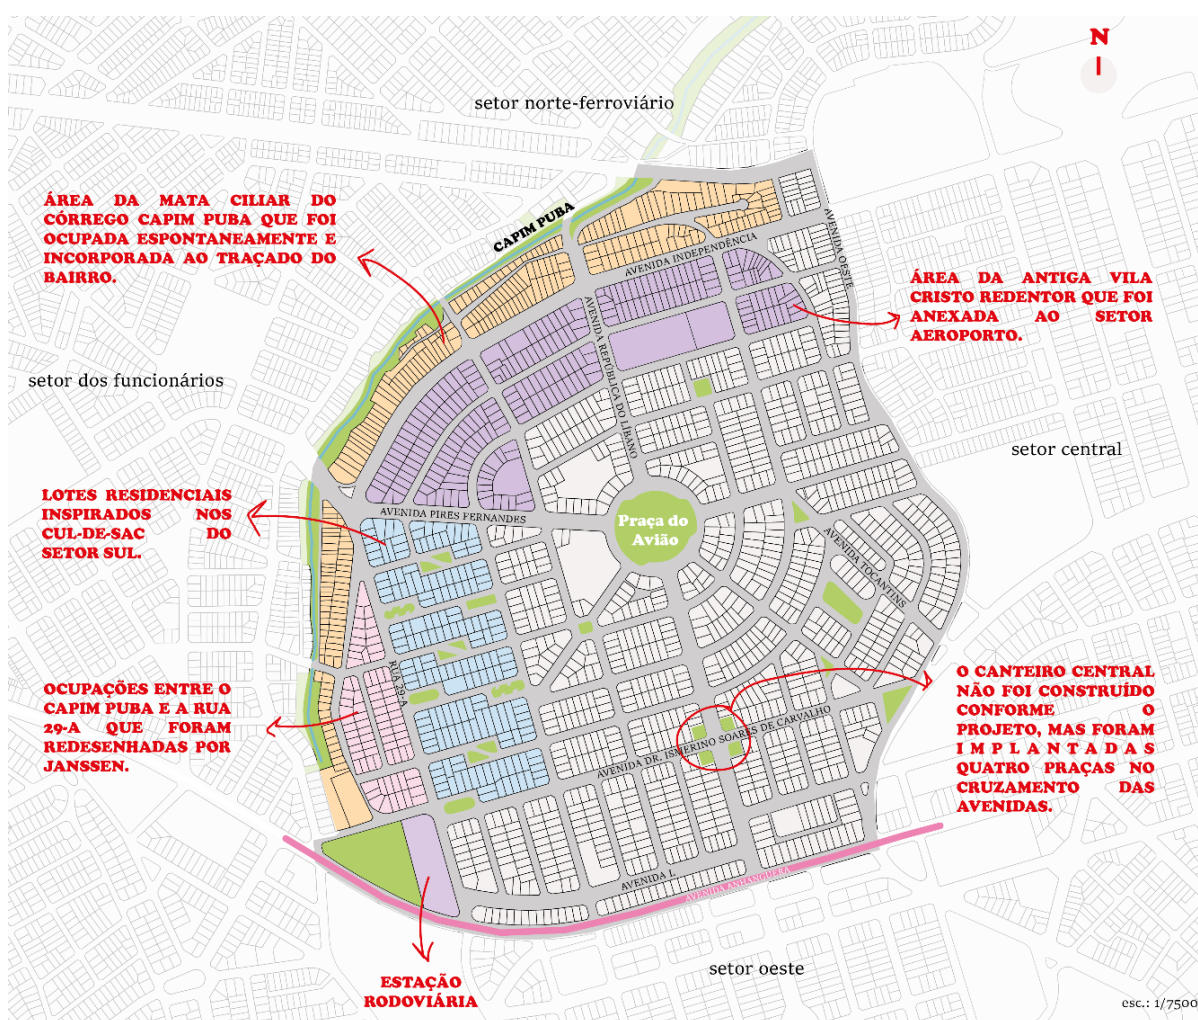 N
setor norte-ferroviário
ÁREA DA MATA CILIAR DO
CÓRREGO CAPIM PUBA QUE FOI
OCUPADA ESPONTANEAMENTE E
INCORPORADA AO TRAÇADO DO
BAIRRO.
CAPIM PUBA
AVENIDA INDEPENDÊNCIA
AVENIDA OESTE
ÁREA DA ANTIGA VILA
CRISTO REDENTOR QUE FOI
ANEXADA AO SETOR
AEROPORTO.
AVENIDA REPÚBLICA DO LÍBANO
setor dos funcionários
setor central
LOTES RESIDENCIAIS
INSPIRADOS NOS
CUL-DE-SAC DO
SETOR SUL.
AVENIDA PIRES FERNANDES
Praça do
Avião
AVENIDA TOCANTINS
RUA 29-A
OCUPAÇÕES ENTRE O
CAPIM PUBA E A RUA
29-A QUE FORAM
REDESENHADAS POR
JANSSEN.
O CANTEIRO CENTRAL
NÃO FOI CONSTRUÍDO
CONFORME O
PROJETO, MAS FORAM
IMPLANTADAS
QUATRO PRAÇAS NO
CRUZAMENTO DAS
AVENIDAS.
AVENIDA DR. ISMERINO SOARES DE CARVALHO
AVENIDA L
AVENIDA ANHANGUERA
ESTAÇÃO
RODOVIÁRIA
setor oeste
esc.: 1/7500